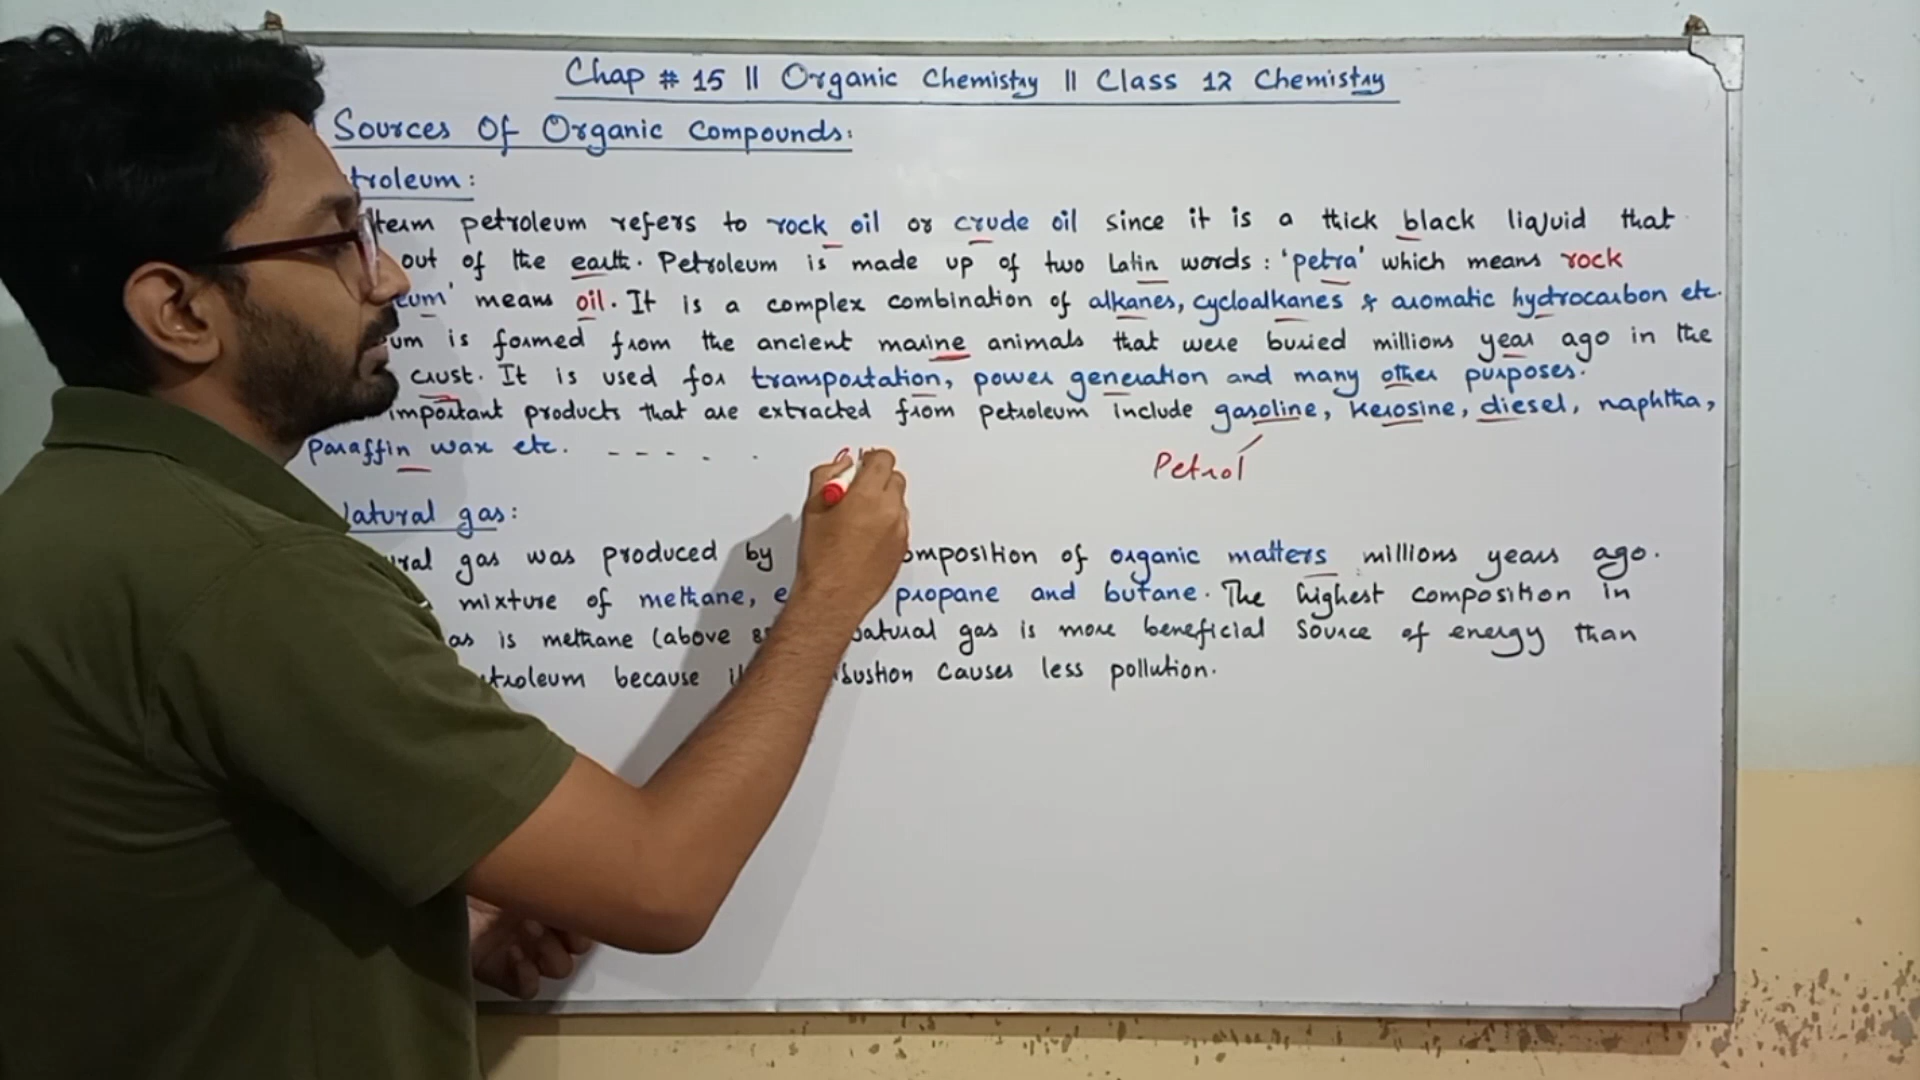 Chap # 15 || Organic Chemistry || Class 12 Chemistry
Sources Of Organic Compounds:
troleum:
term petroleum refers to rock oil or crude oil since it is a thick black liquid that
out of the earth. Petroleum is made up of two Latin words: 'petra' which means rock
eum' means oil. It is a complex combination of alkanes, cycloalkanes & aromatic hydrocarbon etc.
um is formed from the ancient marine animals that were buried millions year ago in the
crust. It is used for transportation, power generation and many other purposes.
important products that are extracted from petroleum include gasoline, kerosine, diesel, naphtha,
Paraffin wax etc. - - - - .
Petrol
Natural gas:
ral gas was produced by omposition of organic matters millions years ago.
mixture of methane, e propane and butane. The highest composition in
as is methane (above natural gas is more beneficial source of energy than
troleum because bustion causes less pollution.